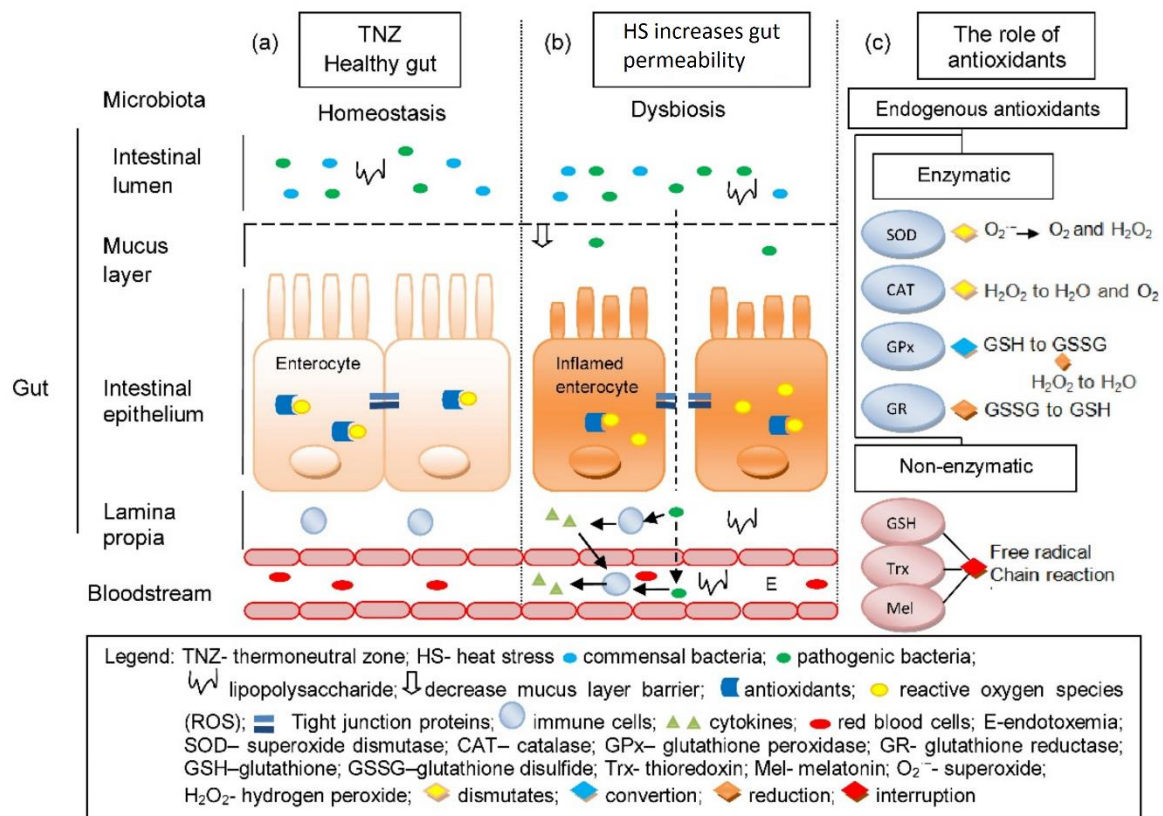 (a)
TNZ
Healthy gut
(b)
HS increases gut
permeability
(c)
The role of
antioxidants
Microbiota
Homeostasis
Dysbiosis
Endogenous antioxidants
Gut
Intestinal
lumen
Enzymatic
Mucus
layer
SOD
O₂·⁻ → O₂ and H₂O₂
CAT
H₂O₂ to H₂O and O₂
Intestinal
epithelium
Enterocyte
Inflamed
enterocyte
GPx
GSH to GSSG
H₂O₂ to H₂O
GR
GSSG to GSH
Non-enzymatic
Lamina
propia
GSH
Trx
Mel
Free radical
Chain reaction
Bloodstream
E
Legend: TNZ- thermoneutral zone; HS- heat stress commensal bacteria; pathogenic bacteria;
lipopolysaccharide; decrease mucus layer barrier; antioxidants; reactive oxygen species
(ROS); Tight junction proteins; immune cells; cytokines; red blood cells; E-endotoxemia;
SOD– superoxide dismutase; CAT– catalase; GPx– glutathione peroxidase; GR- glutathione reductase;
GSH–glutathione; GSSG–glutathione disulfide; Trx- thioredoxin; Mel- melatonin; O₂·⁻- superoxide;
H₂O₂- hydrogen peroxide; dismutates; convertion; reduction; interruption